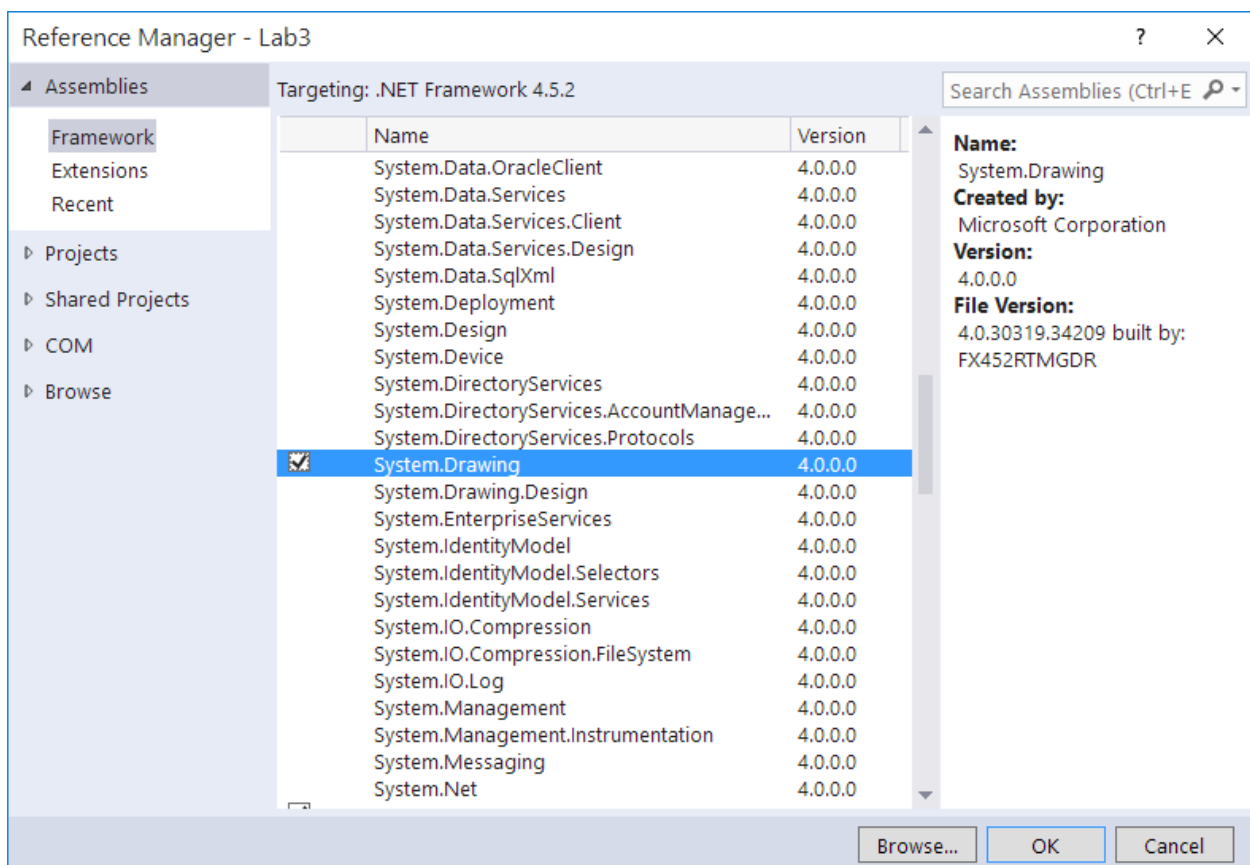 Reference Manager - Lab3
Assemblies
Framework
Extensions
Recent
Projects
Shared Projects
COM
Browse
Targeting: .NET Framework 4.5.2
Search Assemblies (Ctrl+E
Name Version
System.Data.OracleClient 4.0.0.0
System.Data.Services 4.0.0.0
System.Data.Services.Client 4.0.0.0
System.Data.Services.Design 4.0.0.0
System.Data.SqlXml 4.0.0.0
System.Deployment 4.0.0.0
System.Design 4.0.0.0
System.Device 4.0.0.0
System.DirectoryServices 4.0.0.0
System.DirectoryServices.AccountManage... 4.0.0.0
System.DirectoryServices.Protocols 4.0.0.0
System.Drawing 4.0.0.0
System.Drawing.Design 4.0.0.0
System.EnterpriseServices 4.0.0.0
System.IdentityModel 4.0.0.0
System.IdentityModel.Selectors 4.0.0.0
System.IdentityModel.Services 4.0.0.0
System.IO.Compression 4.0.0.0
System.IO.Compression.FileSystem 4.0.0.0
System.IO.Log 4.0.0.0
System.Management 4.0.0.0
System.Management.Instrumentation 4.0.0.0
System.Messaging 4.0.0.0
System.Net 4.0.0.0
Name:
System.Drawing
Created by:
Microsoft Corporation
Version:
4.0.0.0
File Version:
4.0.30319.34209 built by:
FX452RTMGDR
Browse... OK Cancel